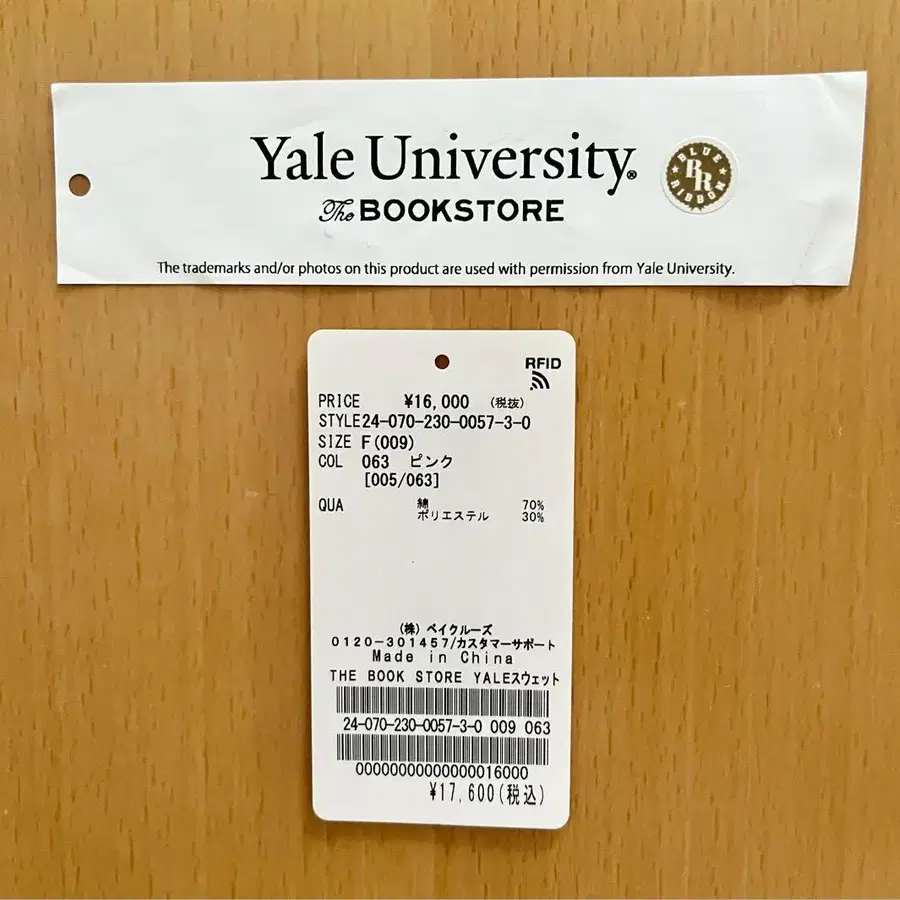 Yale University®
The BOOKSTORE
BLUE RIBBON
BR
The trademarks and/or photos on this product are used with permission from Yale University.
RFID
PRICE ¥16,000 (税抜)
STYLE24-070-230-0057-3-0
SIZE F(009)
COL 063 ピンク
[005/063]
QUA 綿 70%
ポリエステル 30%
(株)ベイクルーズ
0120-301457/カスタマーサポート
Made in China
THE BOOK STORE YALEスウェット
24-070-230-0057-3-0 009 063
00000000000000016000
¥17,600(税込)